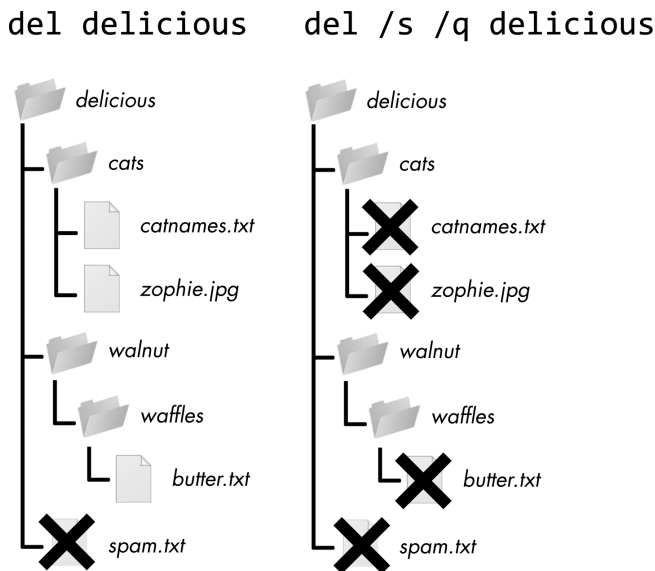 del delicious
delicious
cats
catnames.txt
zophie.jpg
walnut
waffles
butter.txt
spam.txt
del /s /q delicious
delicious
cats
catnames.txt
zophie.jpg
walnut
waffles
butter.txt
spam.txt